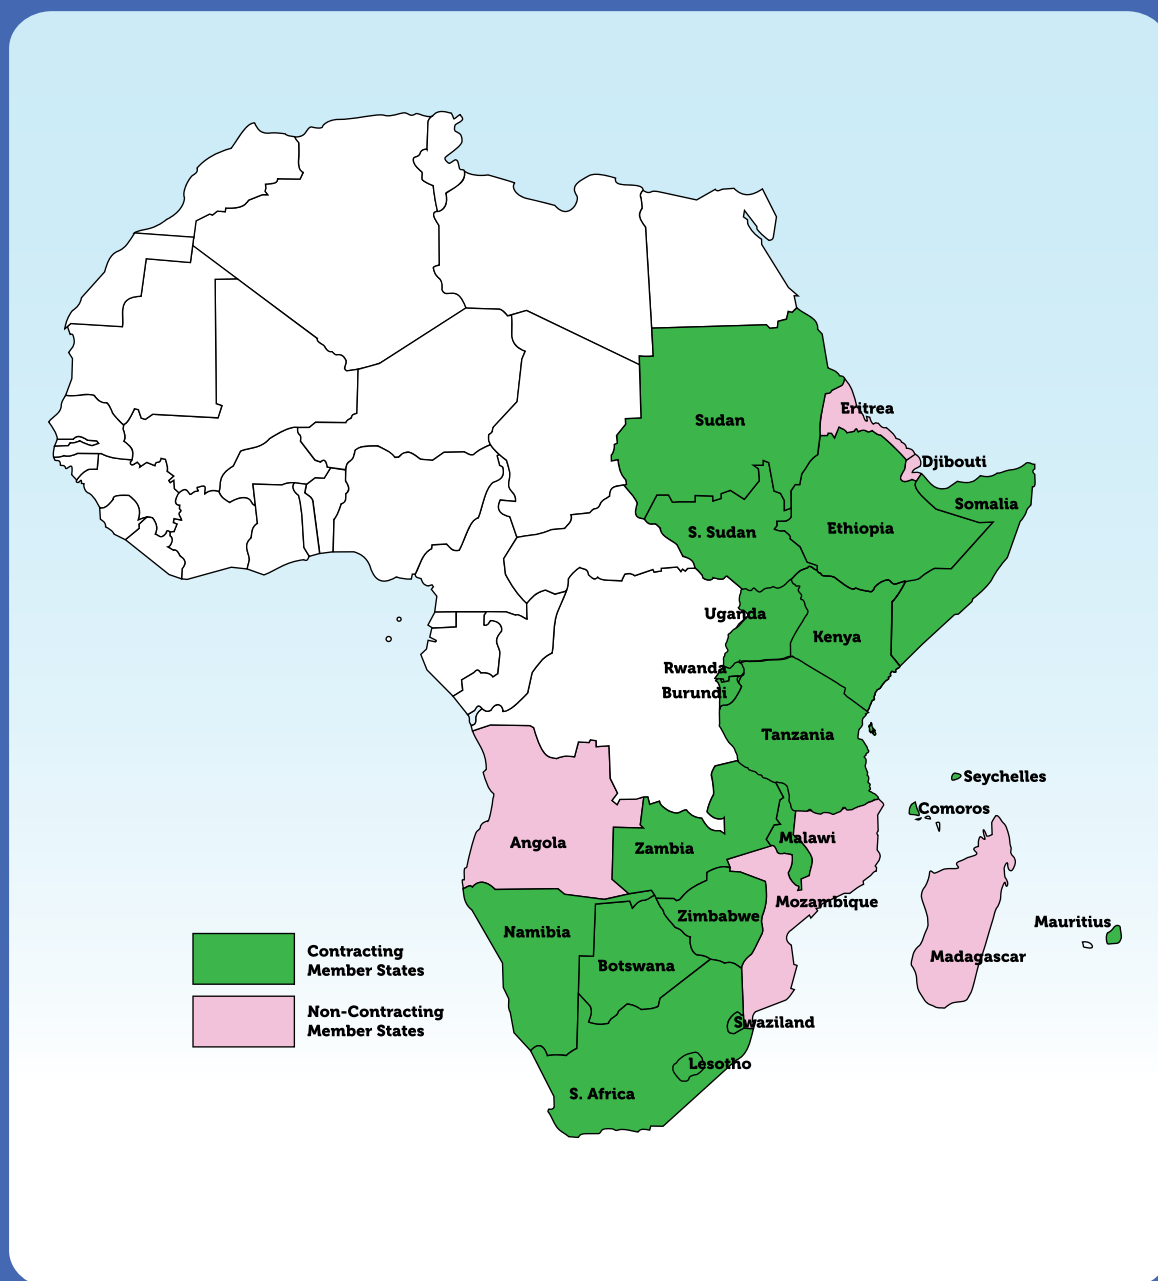 Eritrea
Sudan
Djibouti
Somalia
Ethiopia
S. Sudan
Uganda
Kenya
Rwanda
Burundi
Tanzania
Seychelles
Comoros
Malawi
Angola
Zambia
Mozambique
Zimbabwe
Mauritius
Namibia
Madagascar
Botswana
Contracting
Member States
Non-Contracting
Member States
Swaziland
Lesotho
S. Africa